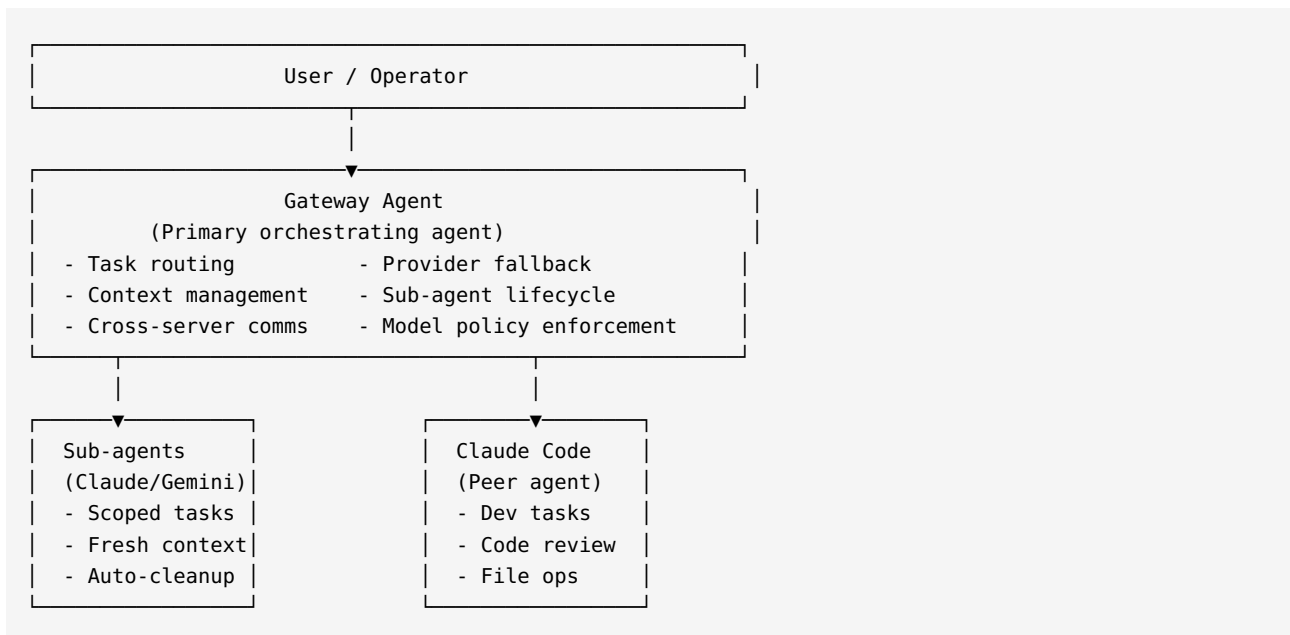 User / Operator
Gateway Agent
(Primary orchestrating agent)
- Task routing - Provider fallback
- Context management - Sub-agent lifecycle
- Cross-server comms - Model policy enforcement
Sub-agents Claude Code
(Claude/Gemini) (Peer agent)
- Scoped tasks - Dev tasks
- Fresh context - Code review
- Auto-cleanup - File ops